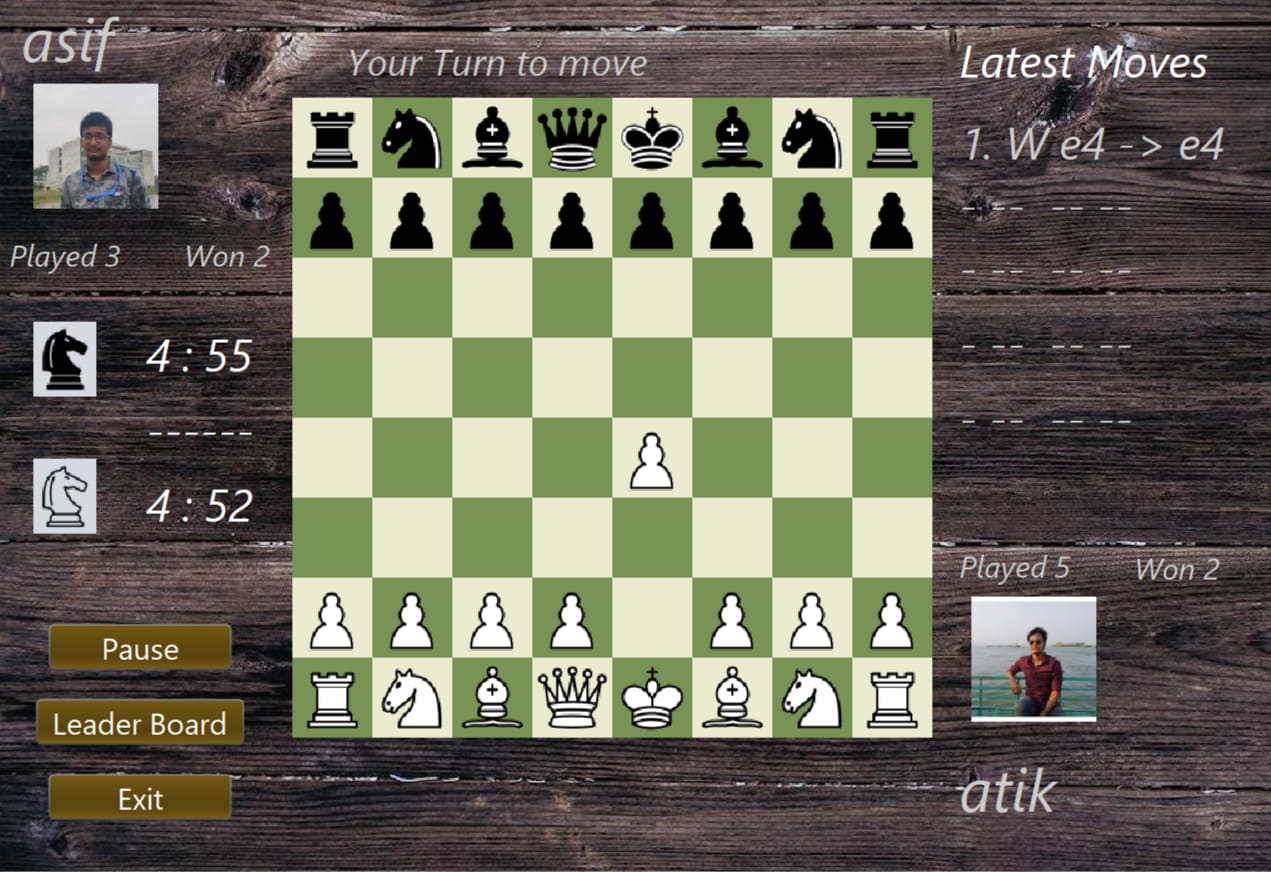 asif
Your Turn to move
Latest Moves
1. W e4 -> e4
- -- -- --
Played 3 Won 2
- -- -- --
4 : 55
- -- -- --
------
- -- -- --
4 : 52
Played 5 Won 2
Pause
Leader Board
Exit
atik